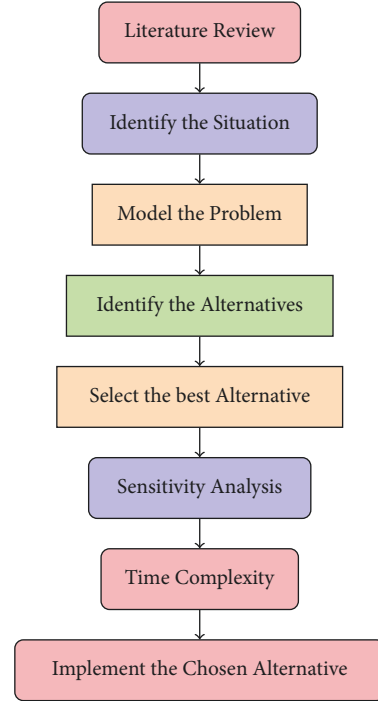 Literature Review
Identify the Situation
Model the Problem
Identify the Alternatives
Select the best Alternative
Sensitivity Analysis
Time Complexity
Implement the Chosen Alternative